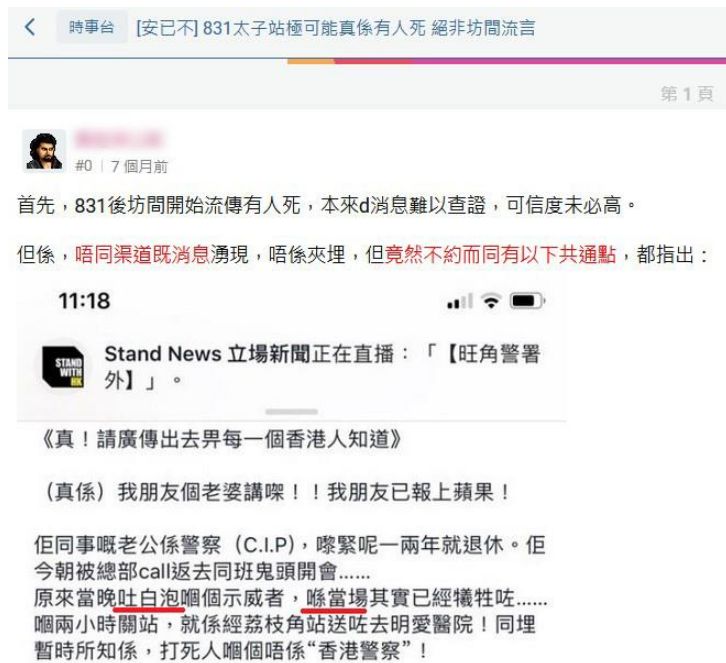 時事台 [安已不] 831太子站極可能真係有人死 絕非坊間流言
第 1 頁
#0 | 7 個月前
首先，831後坊間開始流傳有人死，本來d消息難以查證，可信度未必高。
但係，唔同渠道既消息湧現，唔係夾埋，但竟然不約而同有以下共通點，都指出：
11:18
STAND WITH HK
Stand News 立場新聞正在直播：「【旺角警署
外】」。
《真！請廣傳出去畀每一個香港人知道》
（真係）我朋友個老婆講㗎！！我朋友已報上蘋果！
佢同事嘅老公係警察（C.I.P)，嚟緊呢一兩年就退休。佢
今朝被總部call返去同班鬼頭開會……
原來當晚吐白泡嗰個示威者，喺當場其實已經犧牲咗……
嗰兩小時關站，就係經荔枝角站送咗去明愛醫院！同埋
暫時所知係，打死人嗰個唔係“香港警察”！